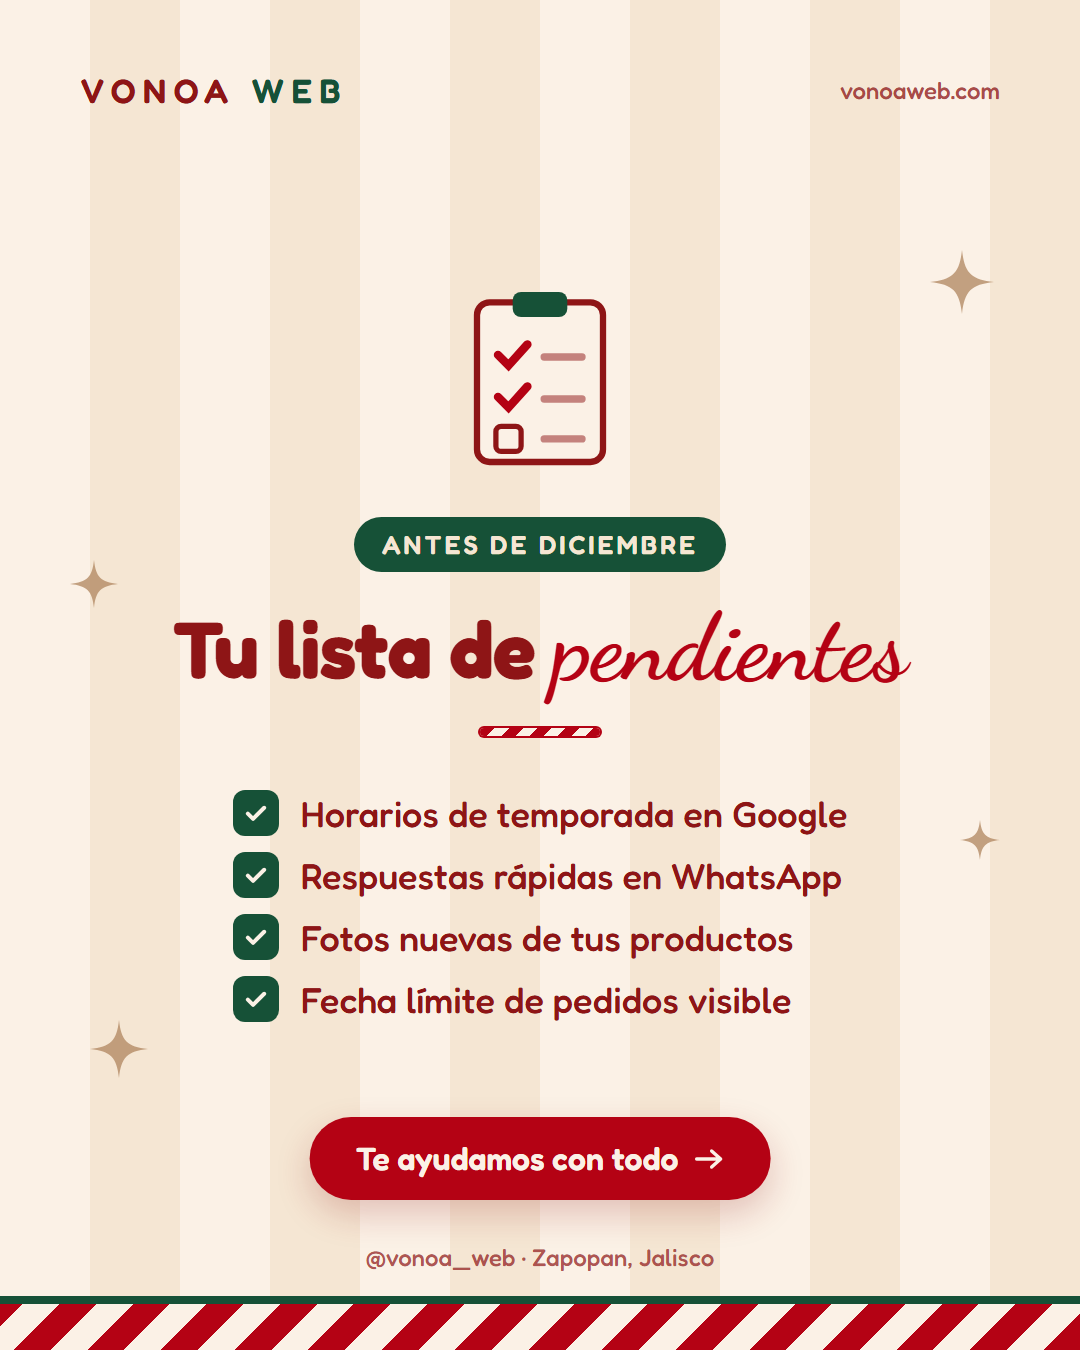 VONOA WEB
vonoaweb.com
ANTES DE DICIEMBRE
Tu lista de pendientes
Horarios de temporada en Google
Respuestas rápidas en WhatsApp
Fotos nuevas de tus productos
Fecha límite de pedidos visible
Te ayudamos con todo →
@vonoa__web · Zapopan, Jalisco